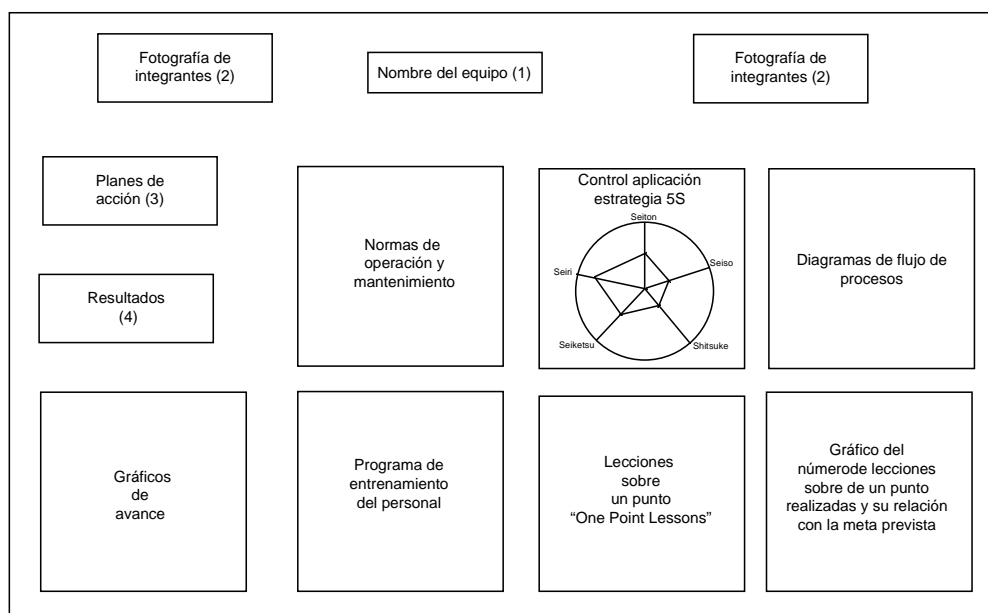 Fotografía de
integrantes (2)
Nombre del equipo (1)
Fotografía de
integrantes (2)
Planes de
acción (3)
Resultados
(4)
Normas de
operación y
mantenimiento
Control aplicación
estrategia 5S
Seiton
Seiri
Seiso
Seiketsu
Shitsuke
Diagramas de flujo de
procesos
Gráficos
de
avance
Programa de
entrenamiento
del personal
Lecciones
sobre
un punto
“One Point Lessons”
Gráfico del
númerode lecciones
sobre de un punto
realizadas y su relación
con la meta prevista